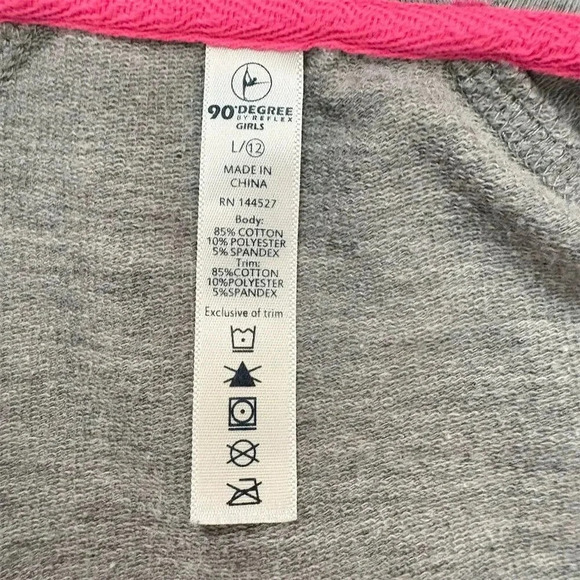 90°DEGREE
BY REFLEX
GIRLS
L/12
MADE IN
CHINA
RN 144527
Body:
85% COTTON
10% POLYESTER
5% SPANDEX
Trim:
85%COTTON
10%POLYESTER
5%SPANDEX
Exclusive of trim